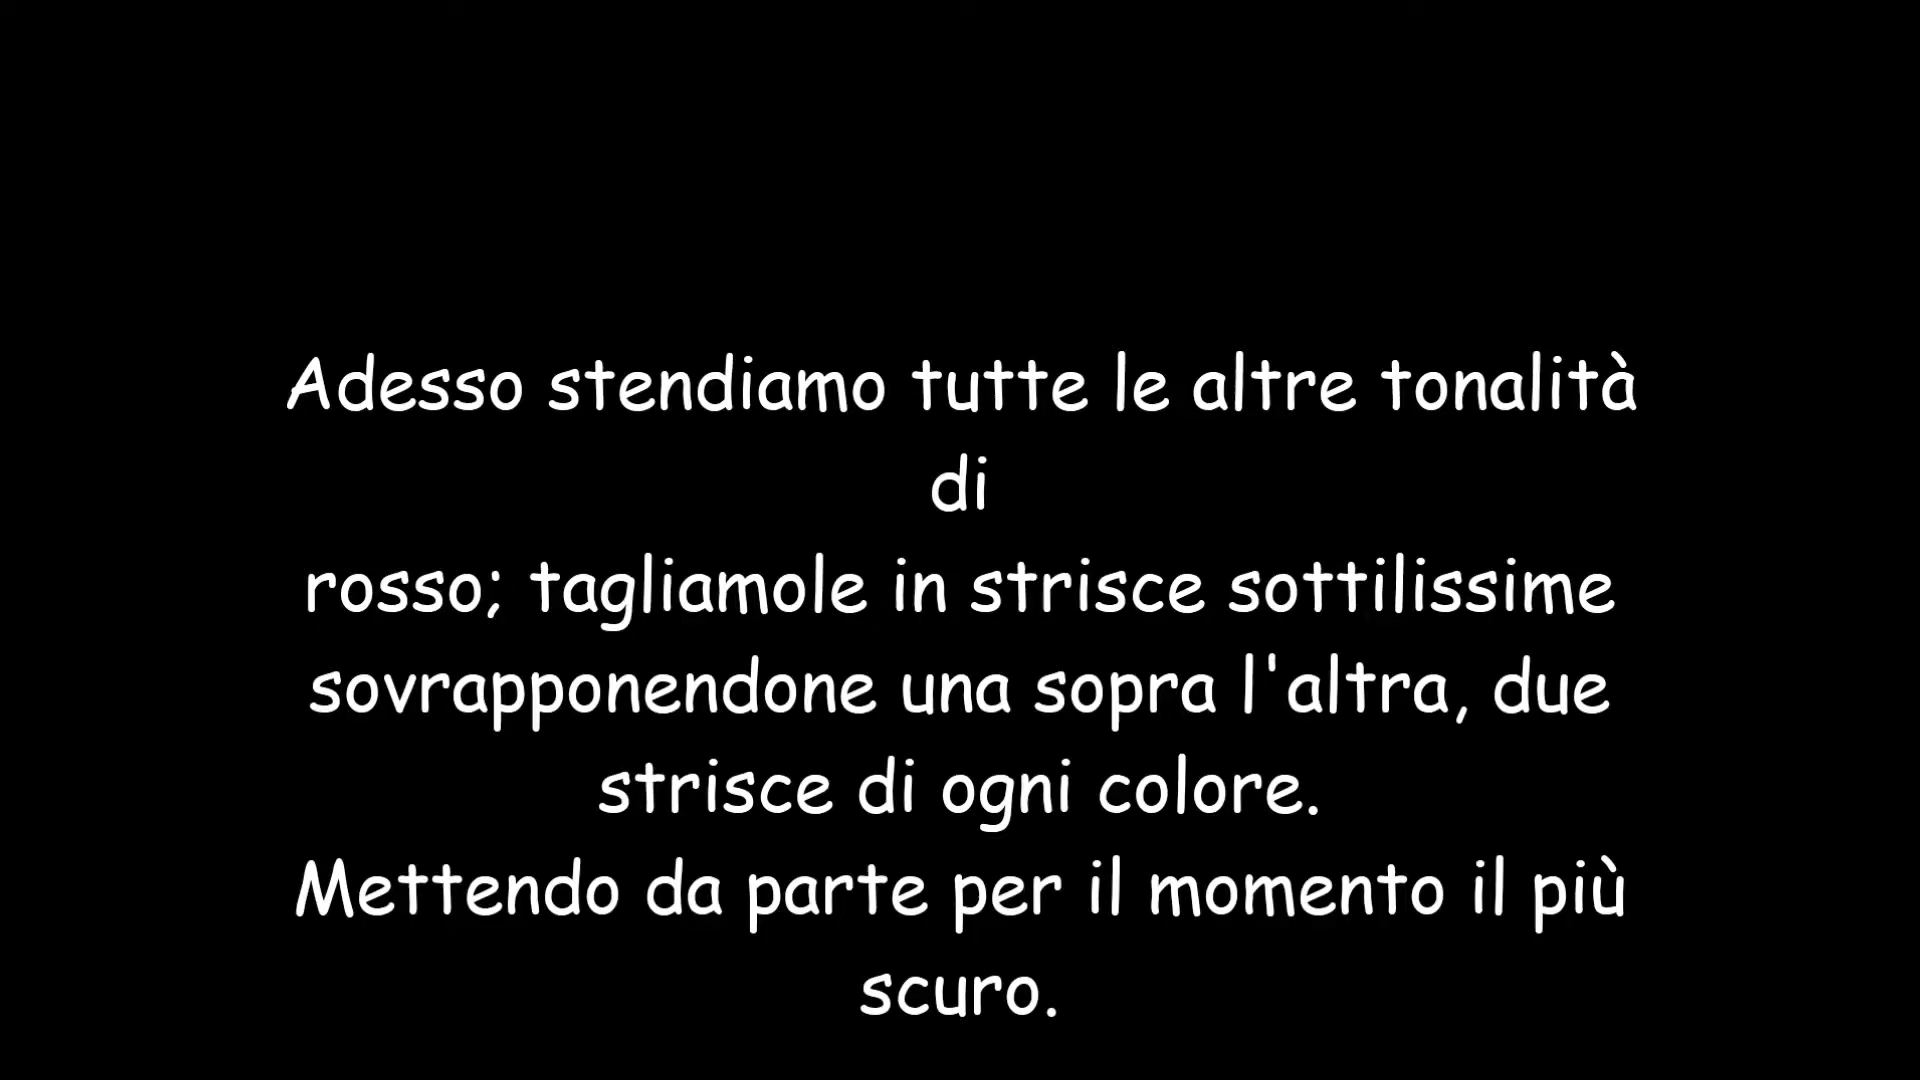 Adesso stendiamo tutte le altre tonalità
di
rosso; tagliamole in strisce sottilissime
sovrapponendone una sopra l'altra, due
strisce di ogni colore.
Mettendo da parte per il momento il più
scuro.